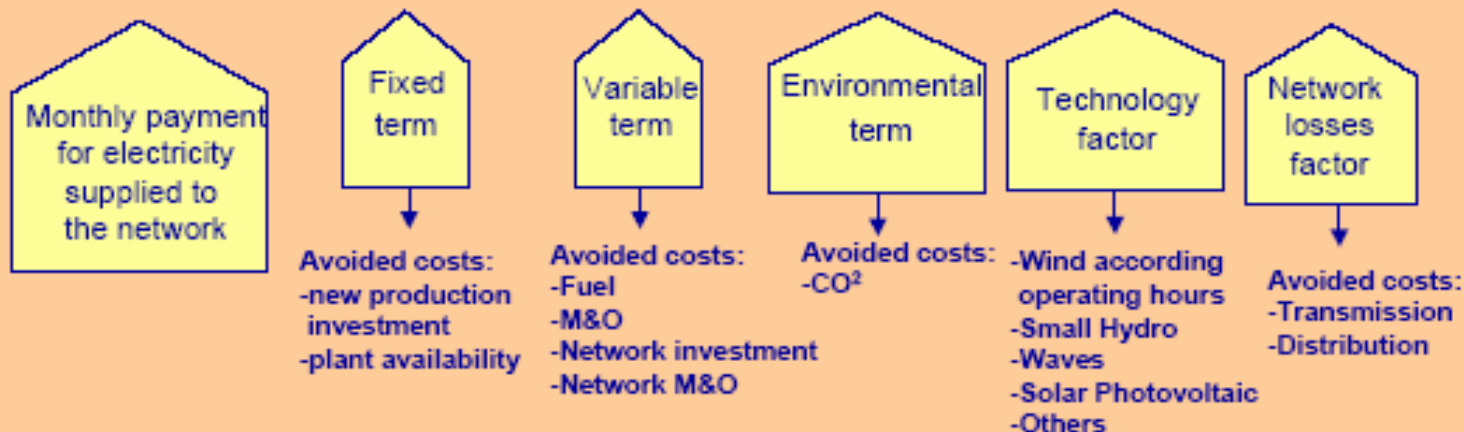 Monthly payment
for electricity
supplied to
the network
Fixed
term
Avoided costs:
-new production
investment
-plant availability
Variable
term
Avoided costs:
-Fuel
-M&O
-Network investment
-Network M&O
Environmental
term
Avoided costs:
-CO²
Technology
factor
-Wind according
operating hours
-Small Hydro
-Waves
-Solar Photovoltaic
-Others
Network
losses
factor
Avoided costs:
-Transmission
-Distribution